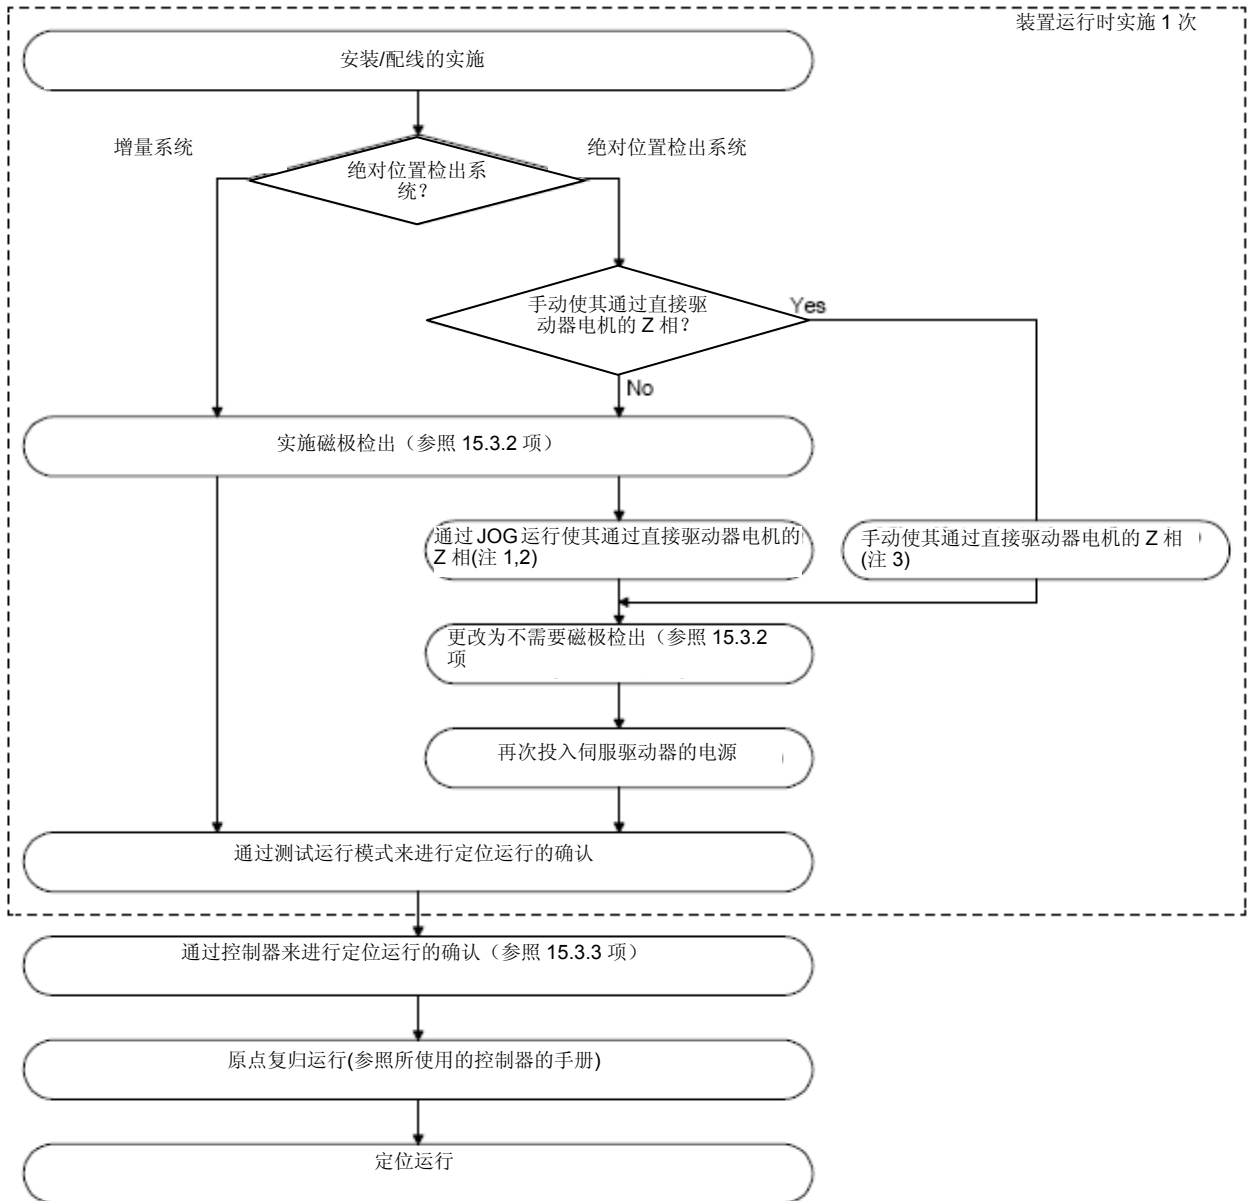 装置运行时实施 1 次
安装/配线的实施
增量系统
绝对位置检出系统
绝对位置检出系
统？
手动使其通过直接驱
动器电机的 Z 相？
Yes
No
实施磁极检出（参照 15.3.2 项）
通过 JOG 运行使其通过直接驱动器电机的
Z 相(注 1,2)
手动使其通过直接驱动器电机的 Z 相
(注 3)
更改为不需要磁极检出（参照 15.3.2
项
再次投入伺服驱动器的电源
通过测试运行模式来进行定位运行的确认
通过控制器来进行定位运行的确认（参照 15.3.3 项）
原点复归运行(参照所使用的控制器的手册)
定位运行